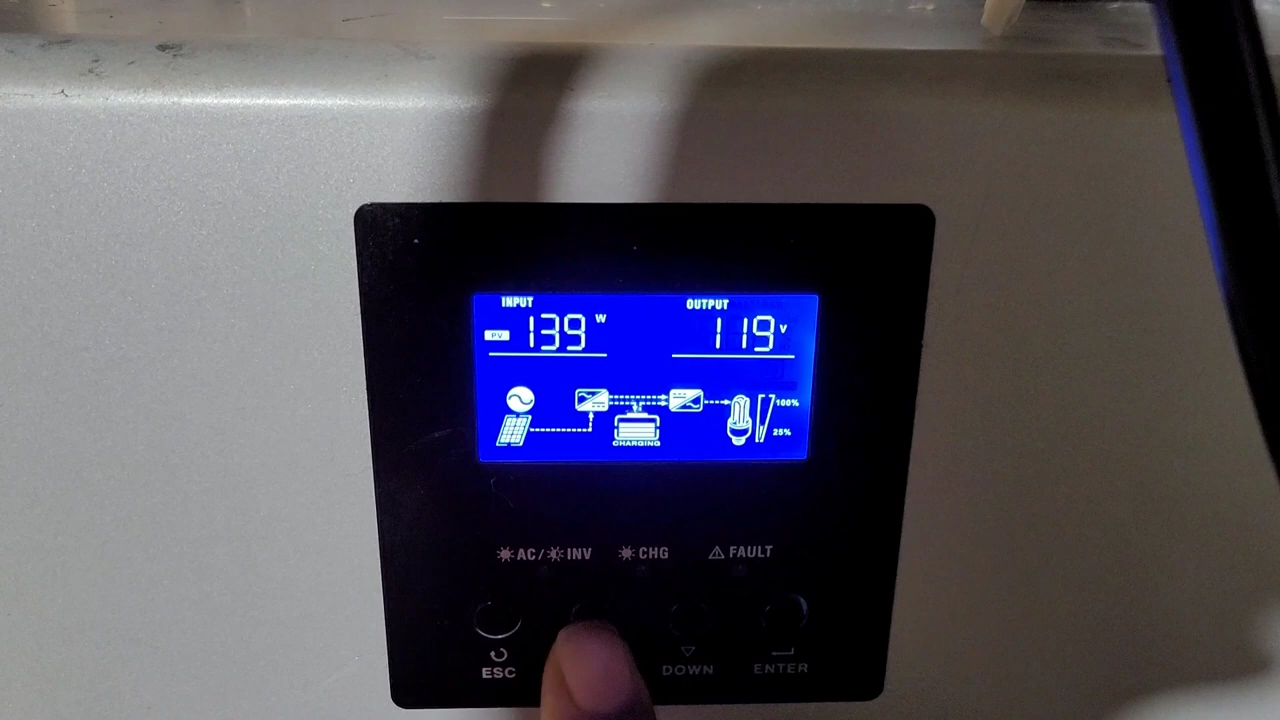 INPUT OUTPUT
PV 139 W 119 V
100%
25%
CHARGING
AC/ INV CHG FAULT
ESC DOWN ENTER